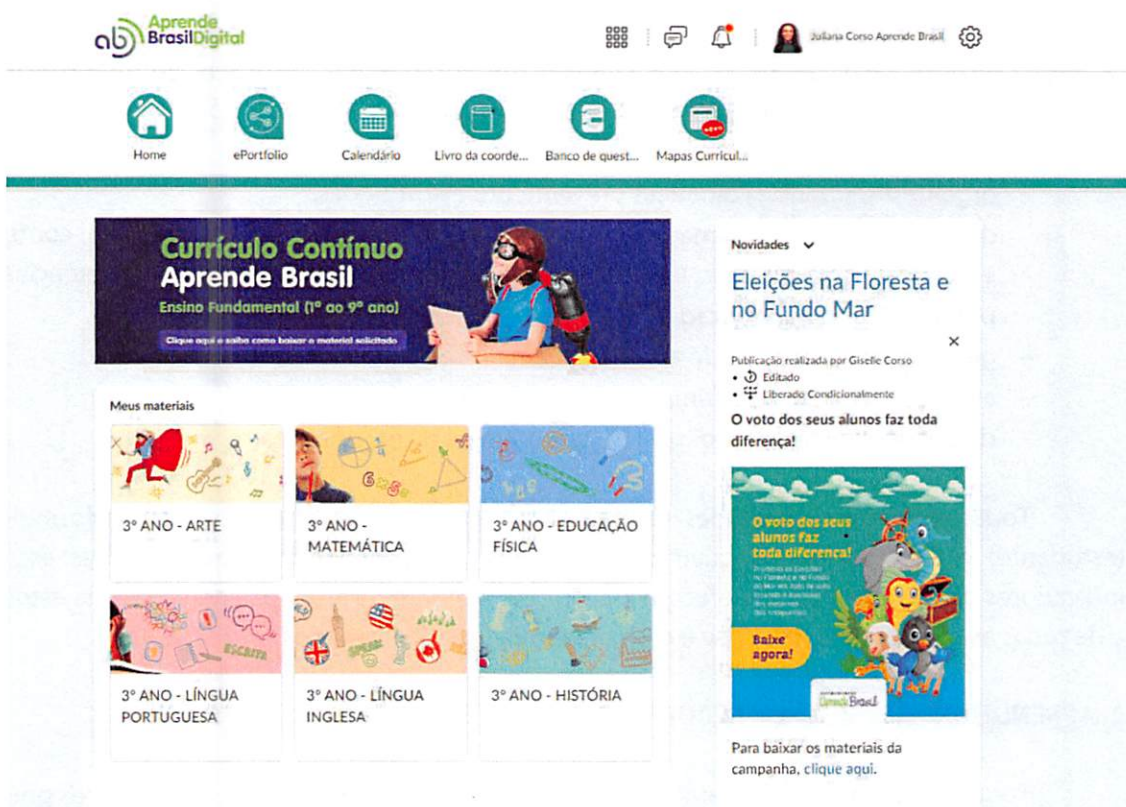 Aprende
BrasilDigital
Juliana Corso Aprende Brasil
Home
ePortfolio
Calendário
Livro da coorde...
Banco de quest...
Mapas Curricul...
Currículo Contínuo
Aprende Brasil
Ensino Fundamental (1º ao 9º ano)
Clique aqui e saiba como baixar o material solicitado
Meus materiais
3º ANO - ARTE
3º ANO -
MATEMÁTICA
3º ANO - EDUCAÇÃO
FÍSICA
ESCRITA
SPEAK
3º ANO - LÍNGUA
PORTUGUESA
3º ANO - LÍNGUA
INGLESA
3º ANO - HISTÓRIA
Novidades
Eleições na Floresta e
no Fundo Mar
Publicação realizada por Giselle Corso
Editado
Liberado Condicionalmente
O voto dos seus alunos faz toda
diferença!
O voto dos seus
alunos faz
toda diferença!
Baixe
agora!
Aprende Brasil
Para baixar os materiais da
campanha, clique aqui.